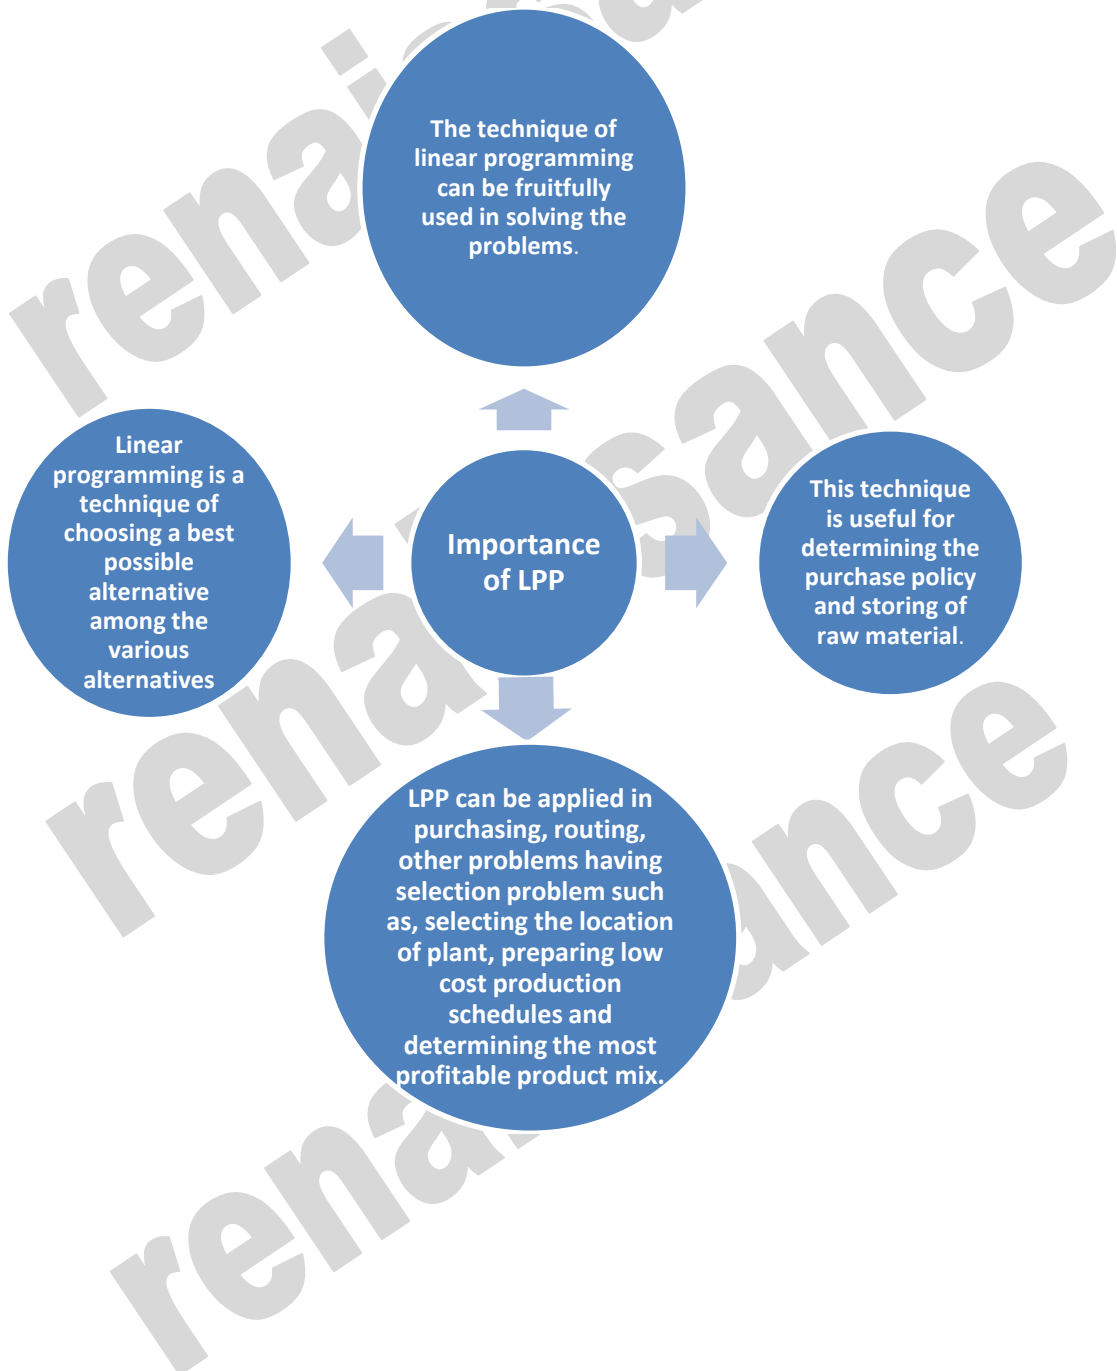 The technique of
linear programming
can be fruitfully
used in solving the
problems.
Linear
programming is a
technique of
choosing a best
possible
alternative
among the
various
alternatives
Importance
of LPP
This technique
is useful for
determining the
purchase policy
and storing of
raw material.
LPP can be applied in
purchasing, routing,
other problems having
selection problem such
as, selecting the location
of plant, preparing low
cost production
schedules and
determining the most
profitable product mix.
renaissance
renaissance
renaissance